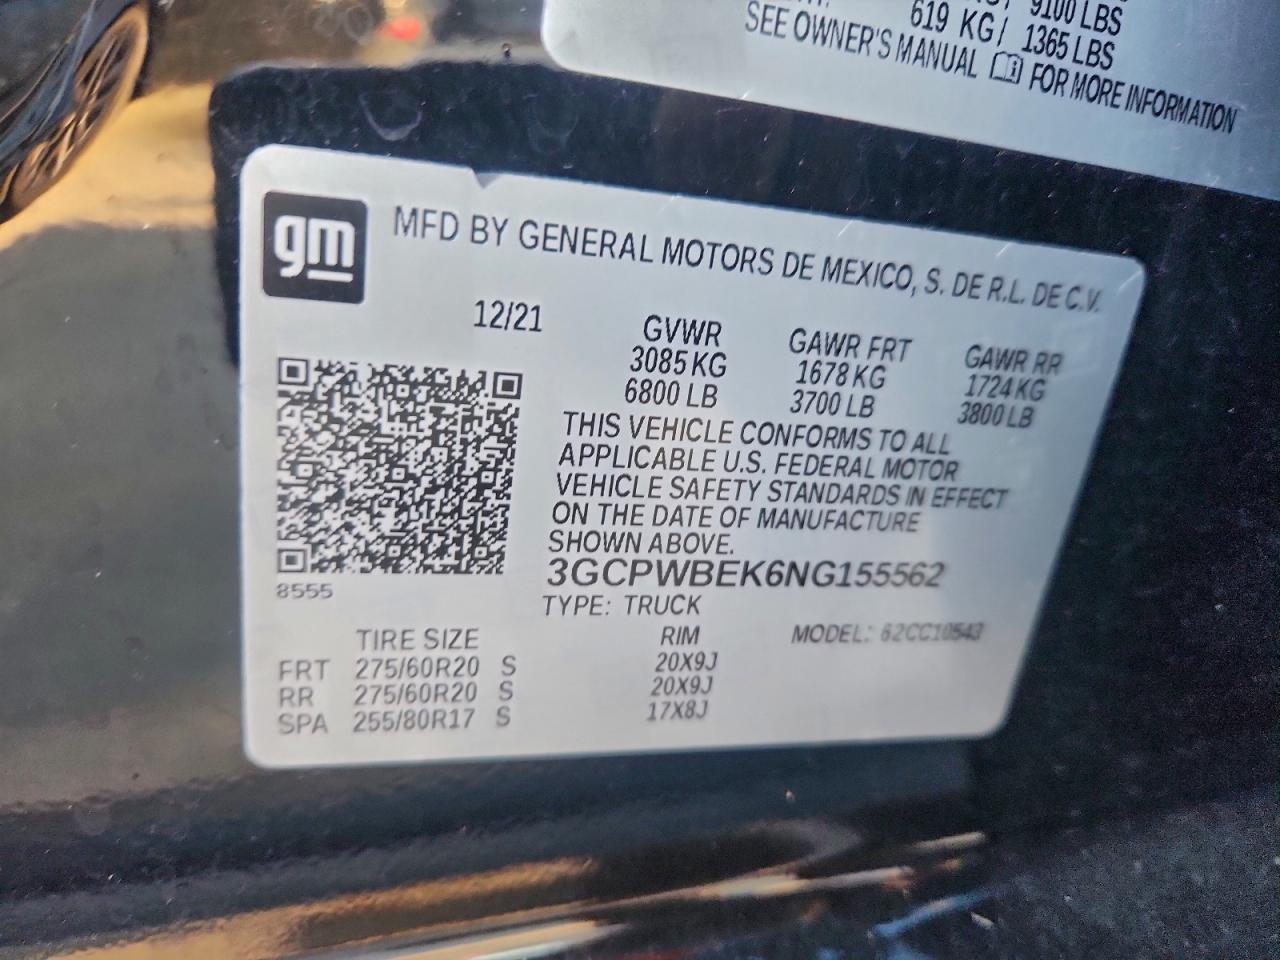 9100 LBS
619 KG / 1365 LBS
SEE OWNER'S MANUAL FOR MORE INFORMATION
gm
MFD BY GENERAL MOTORS DE MEXICO, S. DE R.L. DE C.V.
12/21
GVWR GAWR FRT GAWR RR
3085 KG 1678 KG 1724 KG
6800 LB 3700 LB 3800 LB
THIS VEHICLE CONFORMS TO ALL
APPLICABLE U.S. FEDERAL MOTOR
VEHICLE SAFETY STANDARDS IN EFFECT
ON THE DATE OF MANUFACTURE
SHOWN ABOVE.
3GCPWBEK6NG155562
8555
TYPE: TRUCK
TIRE SIZE RIM MODEL: 62CC10543
FRT 275/60R20 S 20X9J
RR 275/60R20 S 20X9J
SPA 255/80R17 S 17X8J